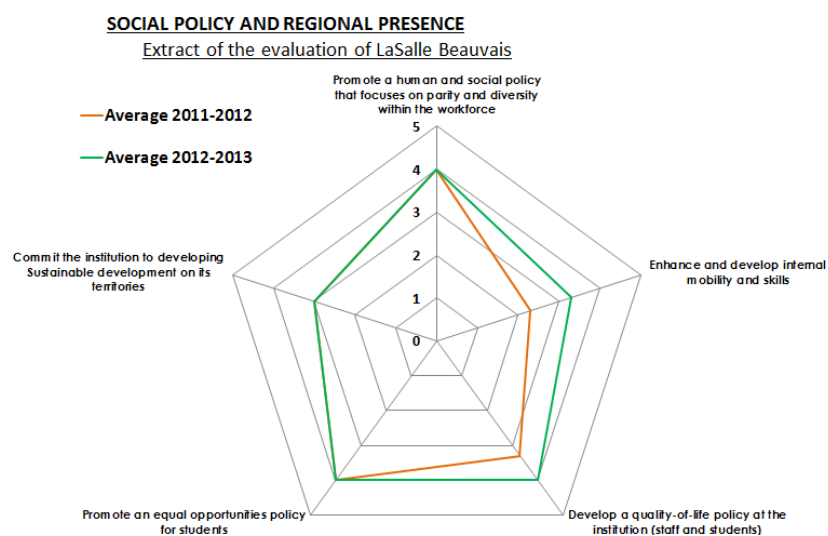 SOCIAL POLICY AND REGIONAL PRESENCE
Extract of the evaluation of LaSalle Beauvais
Promote a human and social policy
that focuses on parity and diversity
within the workforce
Average 2011-2012
Average 2012-2013
5
4
3
2
1
0
Commit the institution to developing
Sustainable development on its
territories
Enhance and develop internal
mobility and skills
Promote an equal opportunities policy
for students
Develop a quality-of-life policy at the
institution (staff and students)